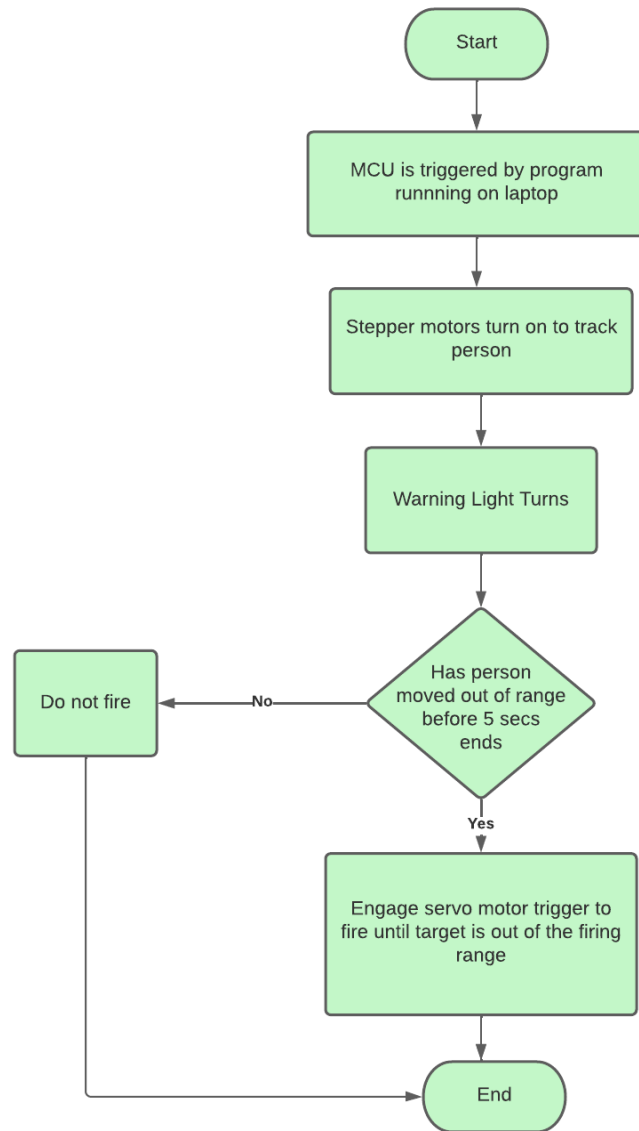 Start
MCU is triggered by program
runnning on laptop
Stepper motors turn on to track
person
Warning Light Turns
Has person
moved out of range
before 5 secs
ends
Do not fire
No
Yes
Engage servo motor trigger to
fire until target is out of the firing
range
End